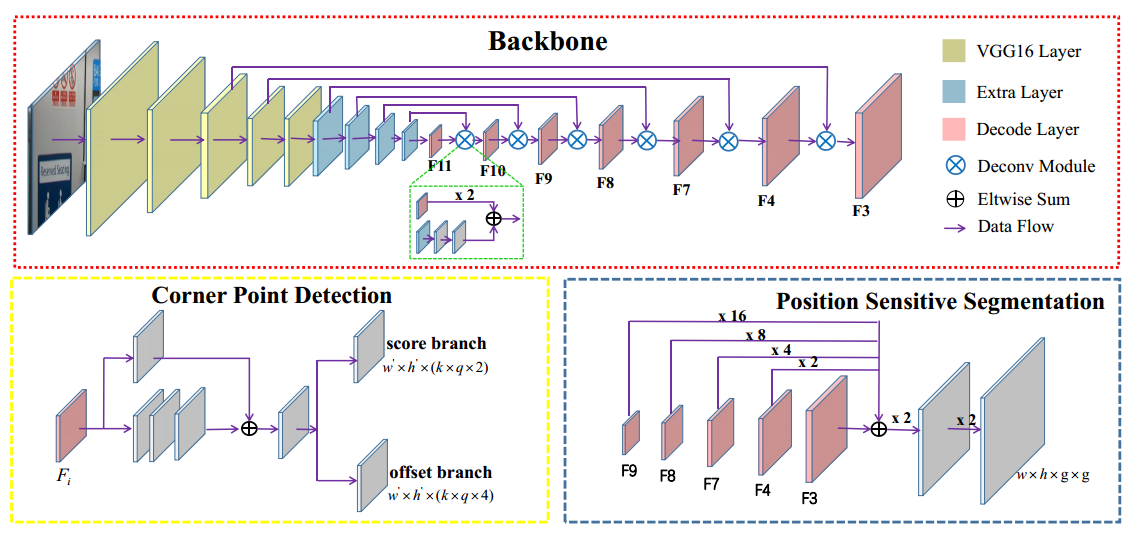 Backbone
VGG16 Layer
Extra Layer
Decode Layer
Deconv Module
Eltwise Sum
Data Flow
Reserved Seating
F11
F10
F9
F8
F7
F4
F3
x 2
Corner Point Detection
score branch
w' × h' × (k × q × 2)
offset branch
w' × h' × (k × q × 4)
F_i
Position Sensitive Segmentation
x 16
x 8
x 4
x 2
x 2
x 2
F9
F8
F7
F4
F3
w × h × g × g